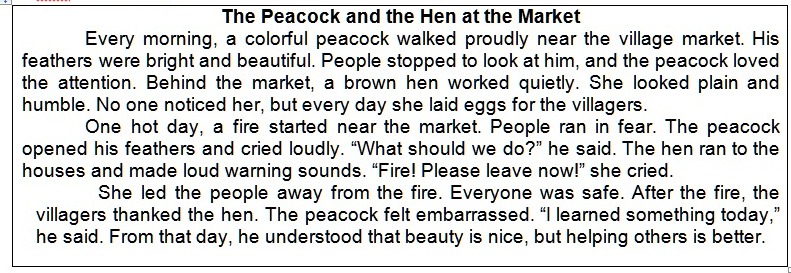 The Peacock and the Hen at the Market
Every morning, a colorful peacock walked proudly near the village market. His
feathers were bright and beautiful. People stopped to look at him, and the peacock loved
the attention. Behind the market, a brown hen worked quietly. She looked plain and
humble. No one noticed her, but every day she laid eggs for the villagers.
One hot day, a fire started near the market. People ran in fear. The peacock
opened his feathers and cried loudly. “What should we do?” he said. The hen ran to the
houses and made loud warning sounds. “Fire! Please leave now!” she cried.
She led the people away from the fire. Everyone was safe. After the fire, the
villagers thanked the hen. The peacock felt embarrassed. “I learned something today,”
he said. From that day, he understood that beauty is nice, but helping others is better.